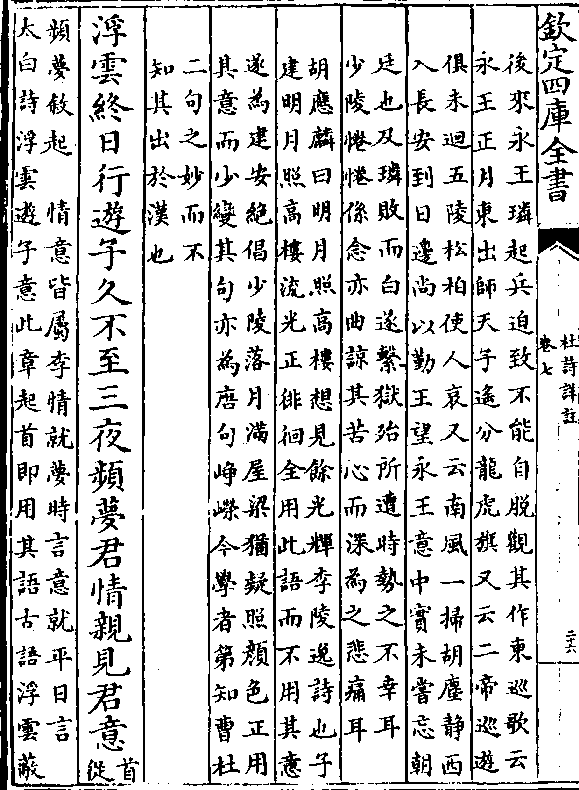 欽定四庫全書
杜詩詳註
卷七
二六
後來永王璘起兵迫致不能自脱觀其作東巡歌云
永王正月東出師天子遙分龍虎旗又云二帝巡遊
俱未迴五陵松柏使人哀又云南風一掃胡塵静西
入長安到日邊尚以勤王望永王意中實未嘗忘朝
廷也及璘敗而白遂繫獄殆所遭時勢之不幸耳
少陵惓惓係念亦曲諒其苦心而深為之悲痛耳
胡應麟曰明月照高樓想見餘光輝李陵逸詩也子
建明月照高樓流光正徘徊全用此語而不用其意
遂為建安絶倡少陵落月滿屋梁猶疑照顔色正用
其意而少變其句亦為唐句崢嶸今學者第知曹杜
二句之妙而不
知其出於漢也
浮雲終日行遊子久不至三夜頻夢君情親見君意
首從
頻夢敘起　情意皆屬李情就夢時言意就平日言
太白詩浮雲遊子意此章起首即用其語古語浮雲蔽